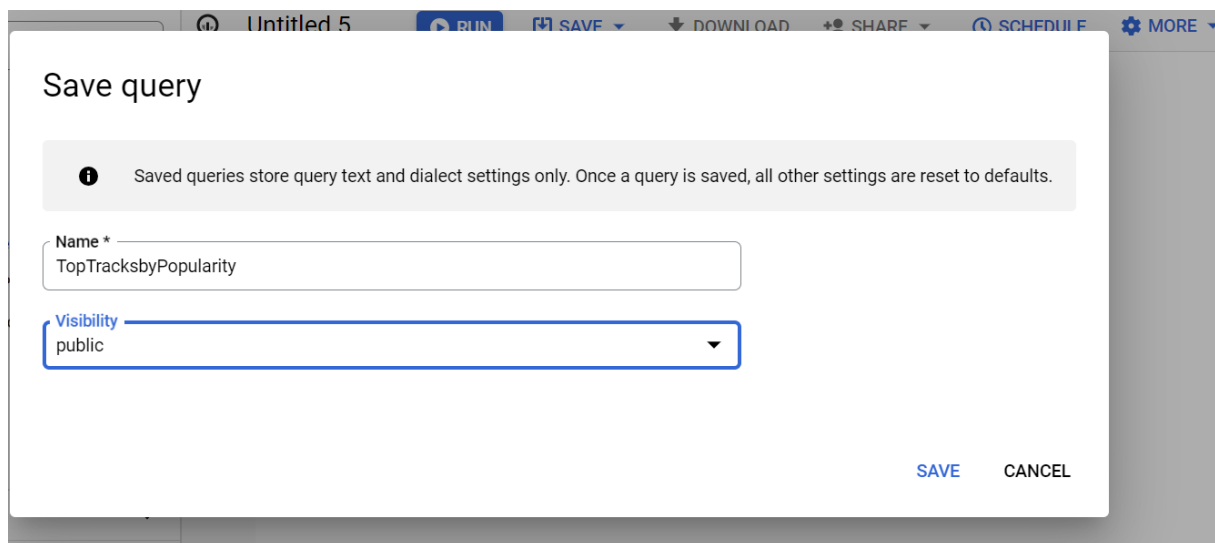 Untitled 5 RUN SAVE DOWNLOAD SHARE SCHEDULE MORE
Save query
Saved queries store query text and dialect settings only. Once a query is saved, all other settings are reset to defaults.
Name *
TopTracksbyPopularity
Visibility
public
SAVE CANCEL